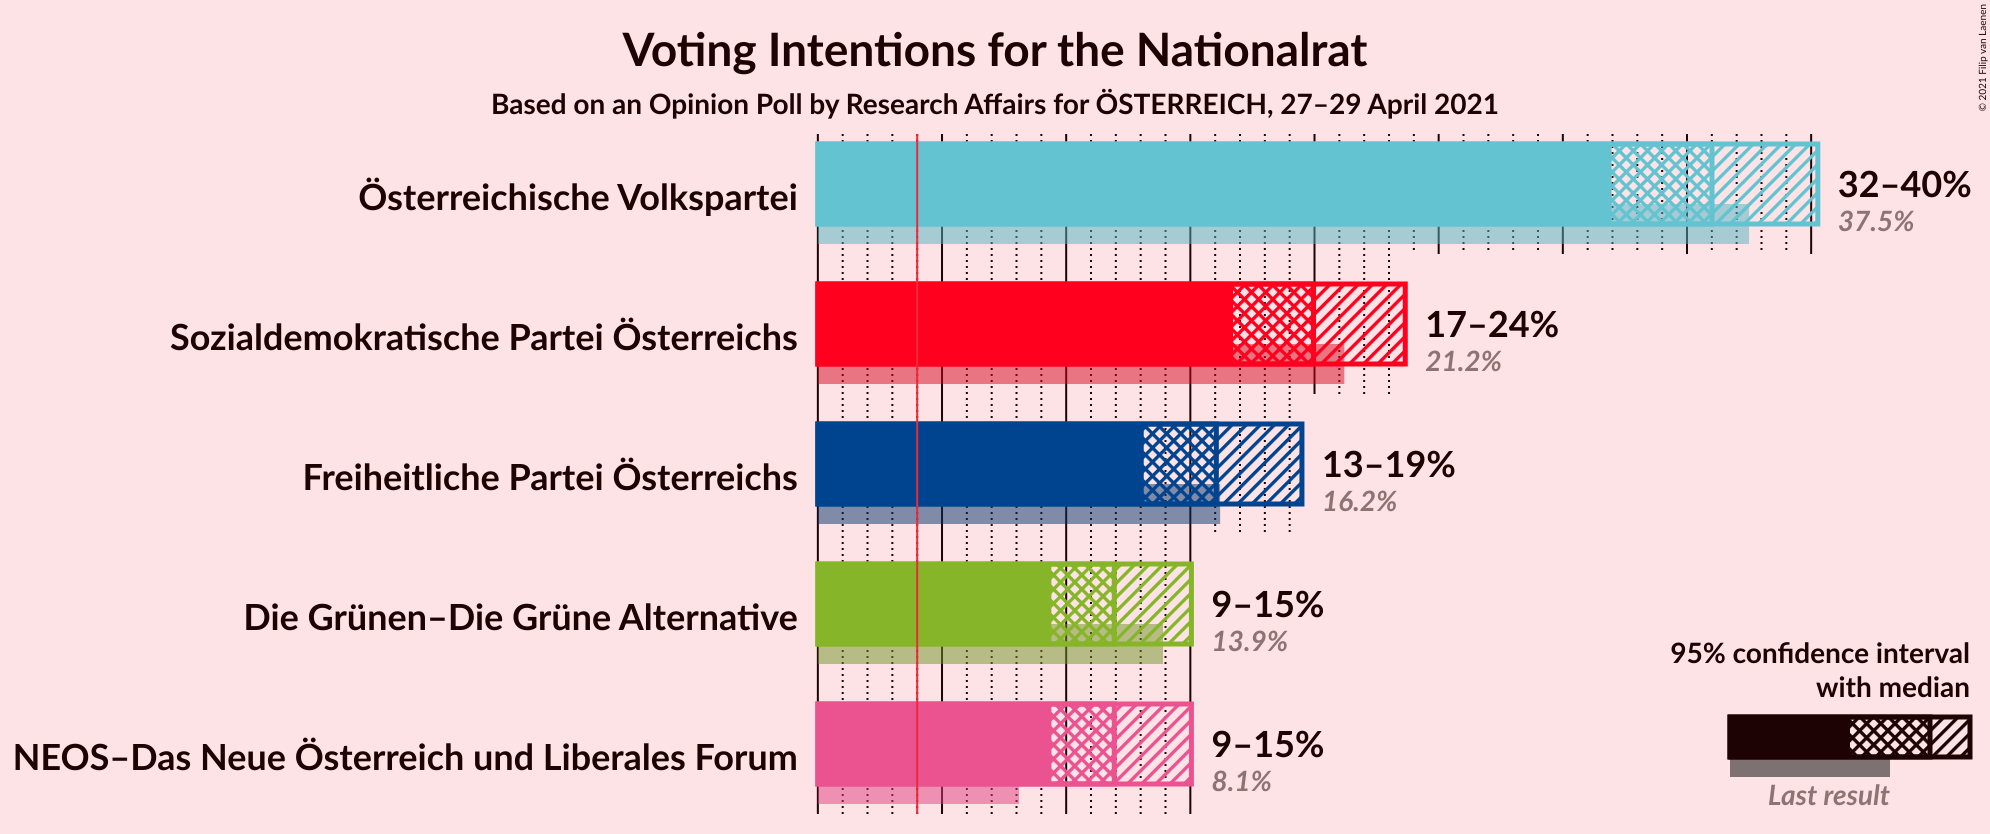 Voting Intentions for the Nationalrat
Based on an Opinion Poll by Research Affairs for ÖSTERREICH, 27–29 April 2021
© 2021 Filip van Laenen
Österreichische Volkspartei
32–40%
37.5%
Sozialdemokratische Partei Österreichs
17–24%
21.2%
Freiheitliche Partei Österreichs
13–19%
16.2%
Die Grünen–Die Grüne Alternative
9–15%
13.9%
NEOS–Das Neue Österreich und Liberales Forum
9–15%
8.1%
95% confidence interval
with median
Last result